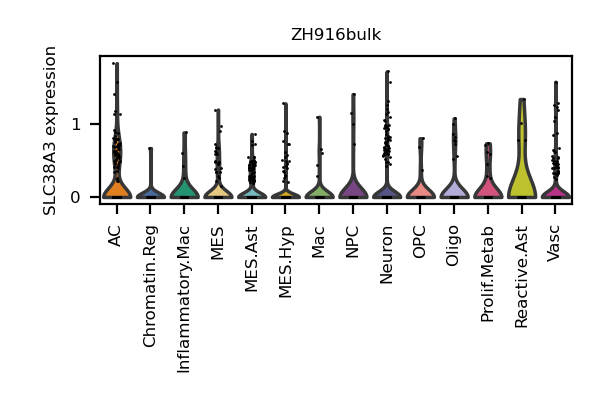 ZH916bulk
SLC38A3 expression
1
0
AC
Chromatin.Reg
Inflammatory.Mac
MES
MES.Ast
MES.Hyp
Mac
NPC
Neuron
OPC
Oligo
Prolif.Metab
Reactive.Ast
Vasc